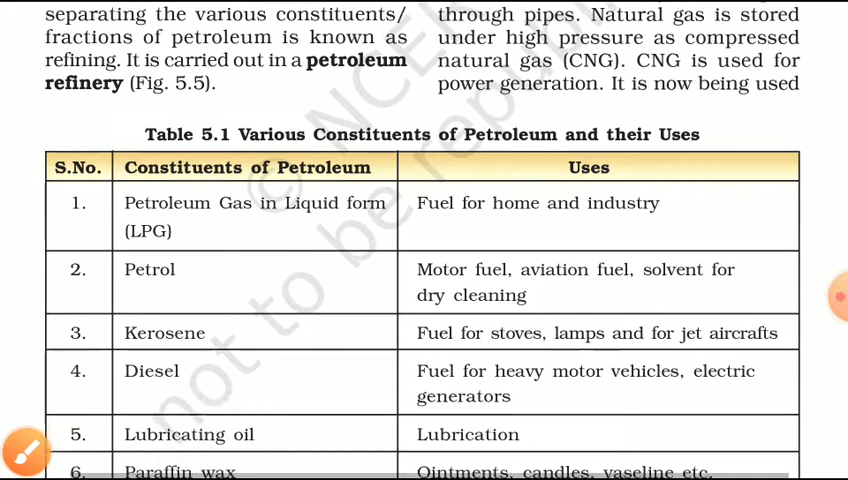 separating the various constituents/
fractions of petroleum is known as
refining. It is carried out in a petroleum
refinery (Fig. 5.5).
through pipes. Natural gas is stored
under high pressure as compressed
natural gas (CNG). CNG is used for
power generation. It is now being used
Table 5.1 Various Constituents of Petroleum and their Uses
S.No. Constituents of Petroleum Uses
1. Petroleum Gas in Liquid form Fuel for home and industry
(LPG)
2. Petrol Motor fuel, aviation fuel, solvent for
dry cleaning
3. Kerosene Fuel for stoves, lamps and for jet aircrafts
4. Diesel Fuel for heavy motor vehicles, electric
generators
5. Lubricating oil Lubrication
6. Paraffin wax Ointments, candles, vaseline etc.
© NCER
not to be republi